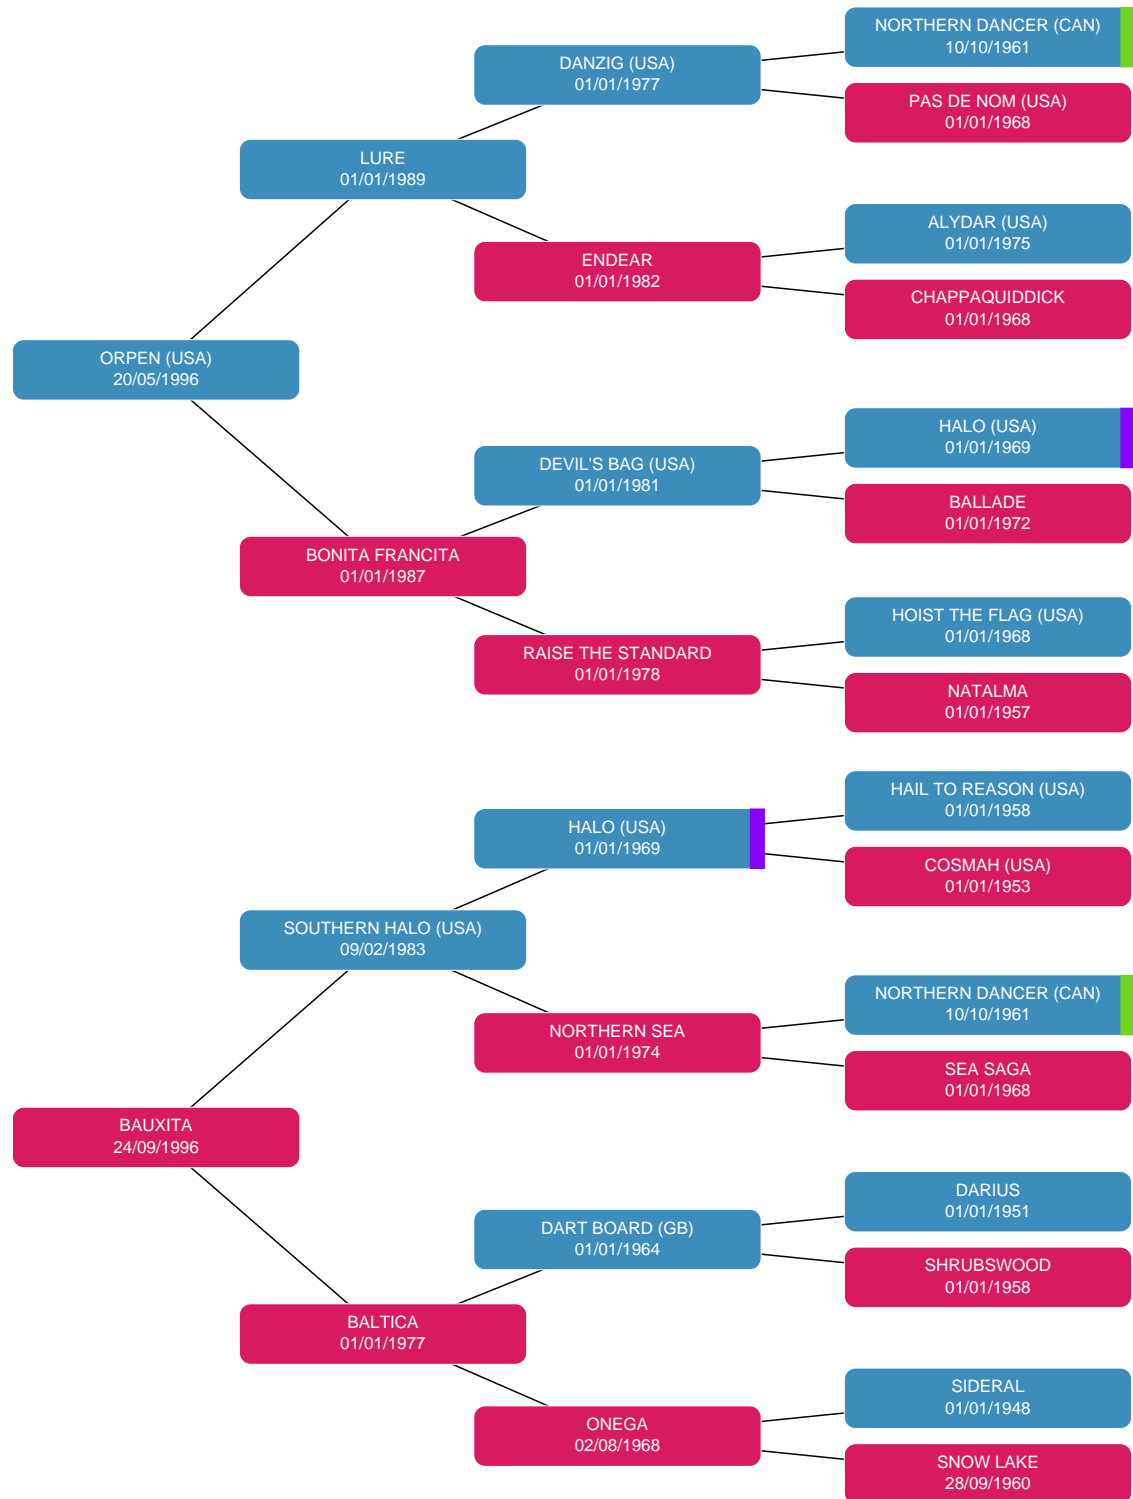 NORTHERN DANCER (CAN)
10/10/1961
DANZIG (USA)
01/01/1977
PAS DE NOM (USA)
01/01/1968
LURE
01/01/1989
ALYDAR (USA)
01/01/1975
ENDEAR
01/01/1982
CHAPPAQUIDDICK
01/01/1968
ORPEN (USA)
20/05/1996
HALO (USA)
01/01/1969
DEVIL'S BAG (USA)
01/01/1981
BALLADE
01/01/1972
BONITA FRANCITA
01/01/1987
HOIST THE FLAG (USA)
01/01/1968
RAISE THE STANDARD
01/01/1978
NATALMA
01/01/1957
HAIL TO REASON (USA)
01/01/1958
HALO (USA)
01/01/1969
COSMAH (USA)
01/01/1953
SOUTHERN HALO (USA)
09/02/1983
NORTHERN DANCER (CAN)
10/10/1961
NORTHERN SEA
01/01/1974
SEA SAGA
01/01/1968
BAUXITA
24/09/1996
DARIUS
01/01/1951
DART BOARD (GB)
01/01/1964
SHRUBSWOOD
01/01/1958
BALTICA
01/01/1977
SIDERAL
01/01/1948
ONEGA
02/08/1968
SNOW LAKE
28/09/1960